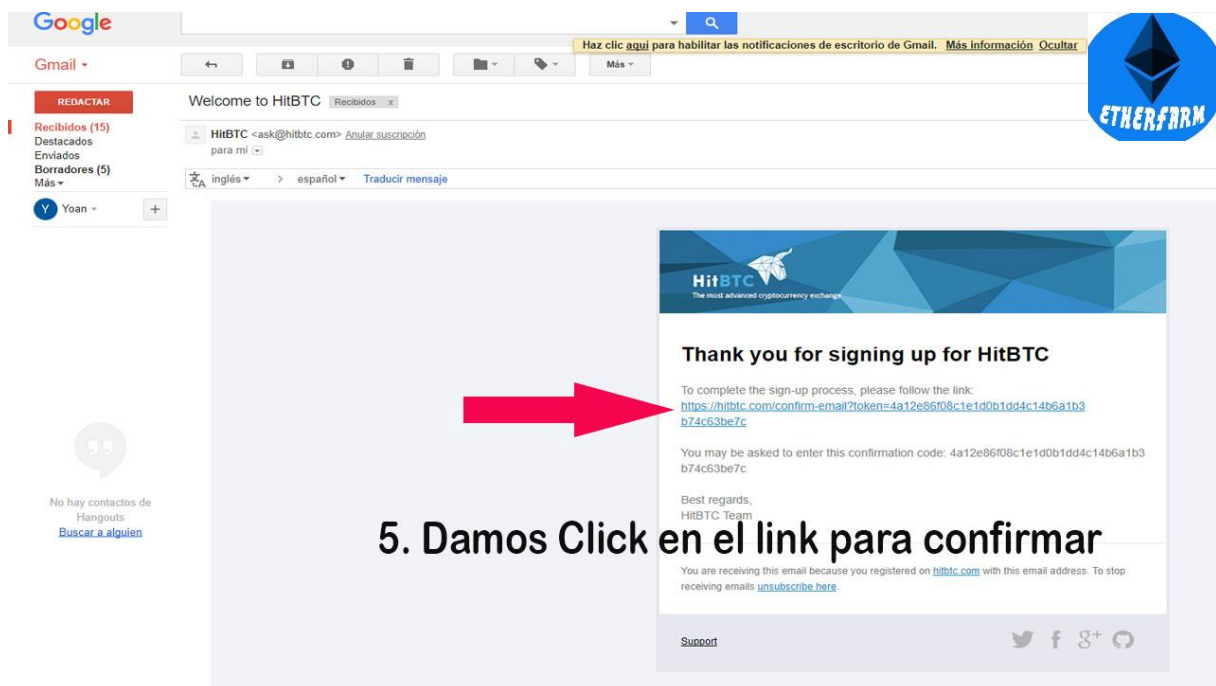 Google
Haz clic aquí para habilitar las notificaciones de escritorio de Gmail. Más información Ocultar
ETHERFARM
Gmail
Más
REDACTAR
Welcome to HitBTC Recibidos x
Recibidos (15)
Destacados
Enviados
Borradores (5)
Más
HitBTC <ask@hitbtc.com> Anular suscripción
para mí
inglés > español Traducir mensaje
Y Yoan +
HitBTC
The most advanced cryptocurrency exchange
Thank you for signing up for HitBTC
To complete the sign-up process, please follow the link:
https://hitbtc.com/confirm-email?token=4a12e86f08c1e1d0b1dd4c14b6a1b3
b74c63be7c
You may be asked to enter this confirmation code: 4a12e86f08c1e1d0b1dd4c14b6a1b3
b74c63be7c
No hay contactos de
Hangouts
Buscar a alguien
Best regards,
HitBTC Team
5. Damos Click en el link para confirmar
You are receiving this email because you registered on hitbtc.com with this email address. To stop
receiving emails unsubscribe here.
Support